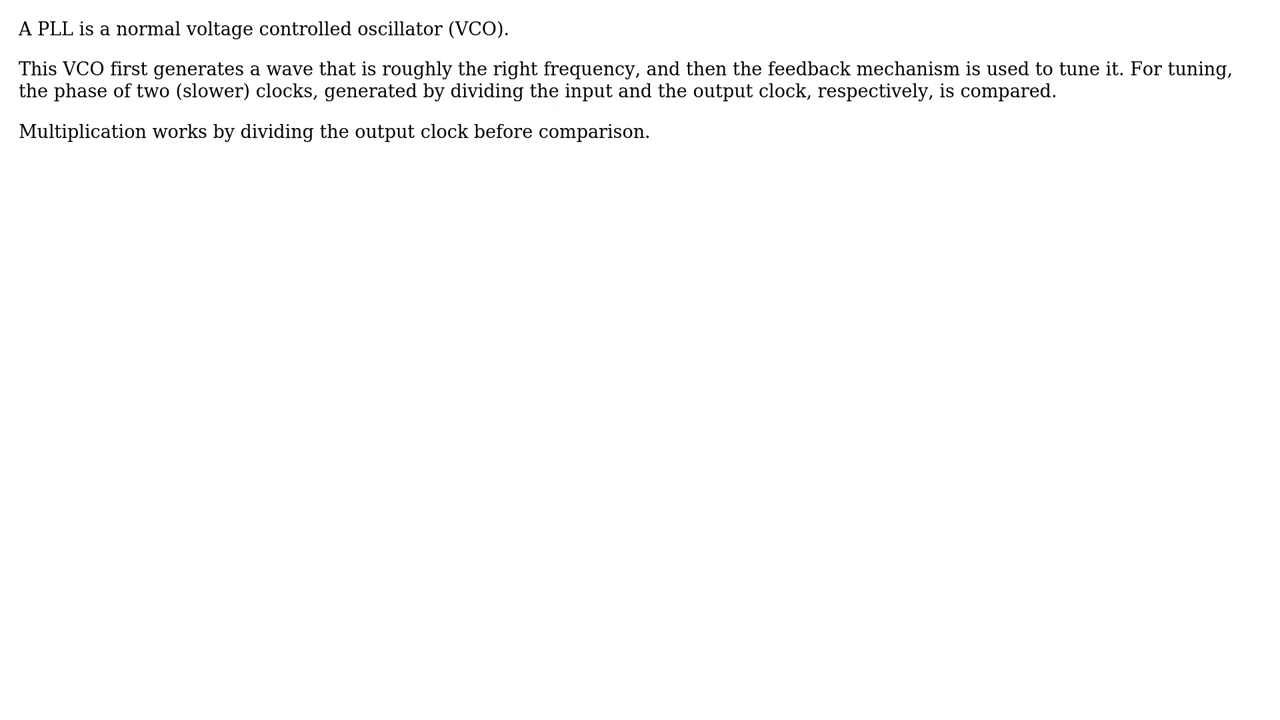 A PLL is a normal voltage controlled oscillator (VCO).
This VCO first generates a wave that is roughly the right frequency, and then the feedback mechanism is used to tune it. For tuning,
the phase of two (slower) clocks, generated by dividing the input and the output clock, respectively, is compared.
Multiplication works by dividing the output clock before comparison.